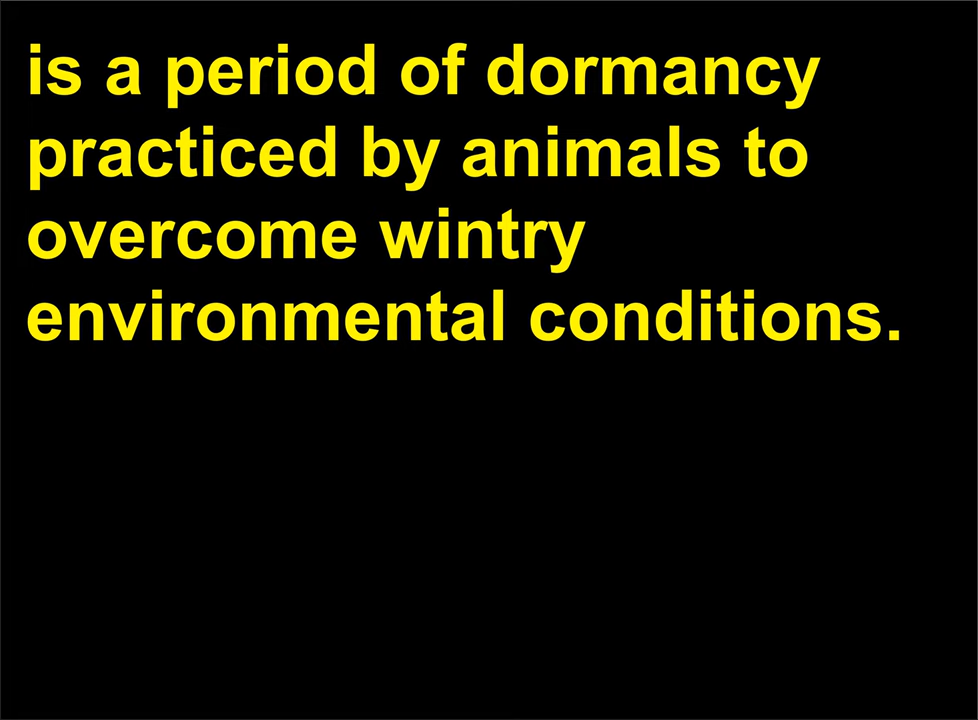 is a period of dormancy
practiced by animals to
overcome wintry
environmental conditions.